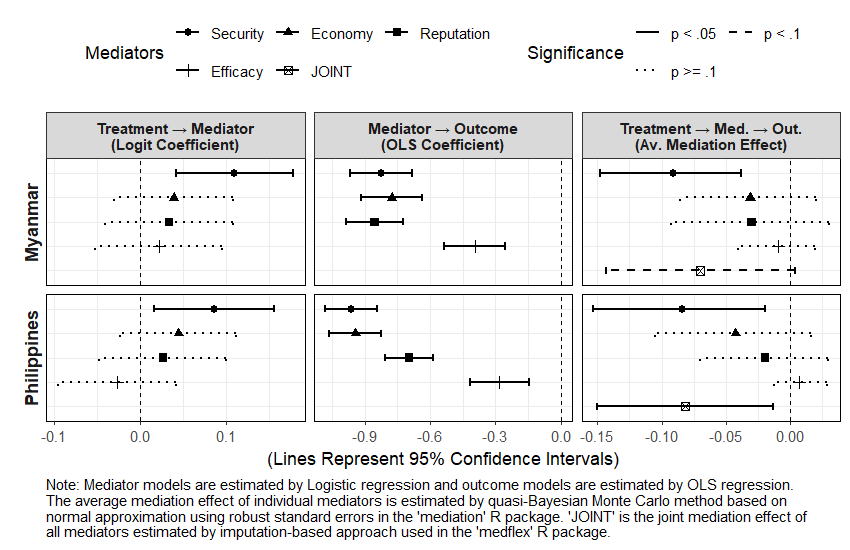 Mediators
Security
Economy
Reputation
Efficacy
JOINT
Significance
p < .05
p < .1
p >= .1
Treatment → Mediator
(Logit Coefficient)
Mediator → Outcome
(OLS Coefficient)
Treatment → Med. → Out.
(Av. Mediation Effect)
Myanmar
Philippines
-0.1
0.0
0.1
-0.9
-0.6
-0.3
0.0
-0.15
-0.10
-0.05
0.00
(Lines Represent 95% Confidence Intervals)
Note: Mediator models are estimated by Logistic regression and outcome models are estimated by OLS regression.
The average mediation effect of individual mediators is estimated by quasi-Bayesian Monte Carlo method based on
normal approximation using robust standard errors in the 'mediation' R package. 'JOINT' is the joint mediation effect of
all mediators estimated by imputation-based approach used in the 'medflex' R package.